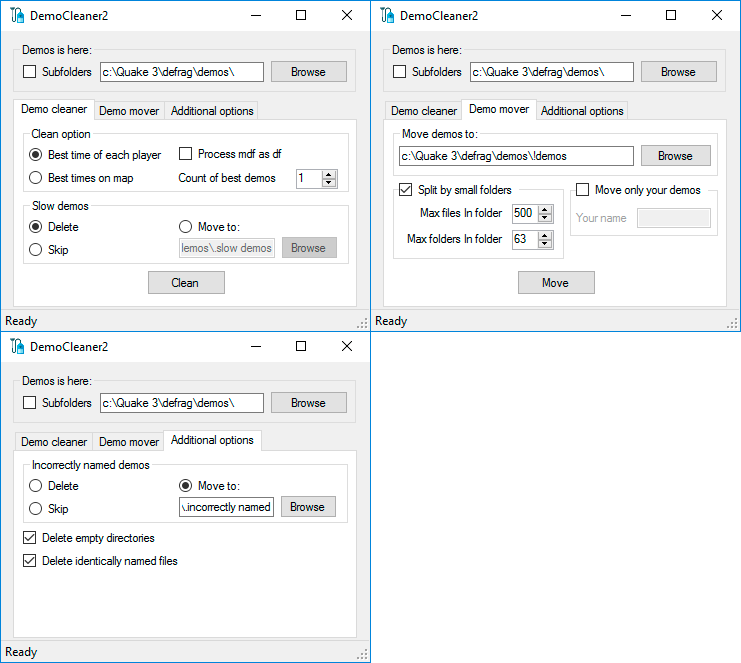 DemoCleaner2
Demos is here:
Subfolders c:\Quake 3\defrag\demos\ Browse
Demo cleaner Demo mover Additional options
Clean option
Best time of each player Process mdf as df
Best times on map Count of best demos 1
Slow demos
Delete Move to:
Skip lemos\.slow demos Browse
Clean
Ready
DemoCleaner2
Demos is here:
Subfolders c:\Quake 3\defrag\demos\ Browse
Demo cleaner Demo mover Additional options
Move demos to:
c:\Quake 3\defrag\demos\!demos Browse
Split by small folders Move only your demos
Max files In folder 500 Your name
Max folders In folder 63
Move
Ready
DemoCleaner2
Demos is here:
Subfolders c:\Quake 3\defrag\demos\ Browse
Demo cleaner Demo mover Additional options
Incorrectly named demos
Delete Move to:
Skip \.incorrectly named Browse
Delete empty directories
Delete identically named files
Ready